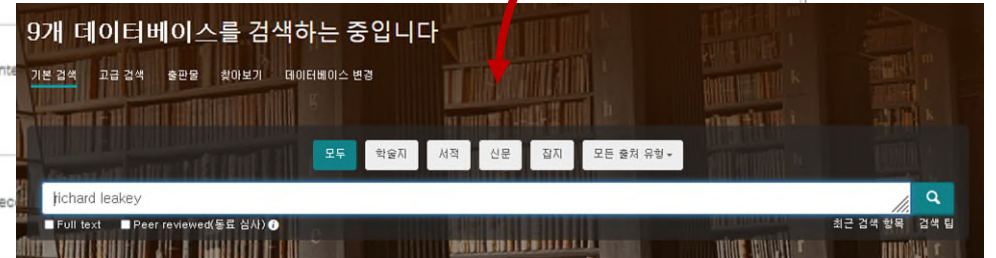 9개 데이터베이스를 검색하는 중입니다
기본 검색 고급 검색 출판물 찾아보기 데이터베이스 변경
모두 학술지 서적 신문 잡지 모든 출처 유형
richard leakey
Full text Peer reviewed(동료 심사)
최근 검색 항목 검색 팁